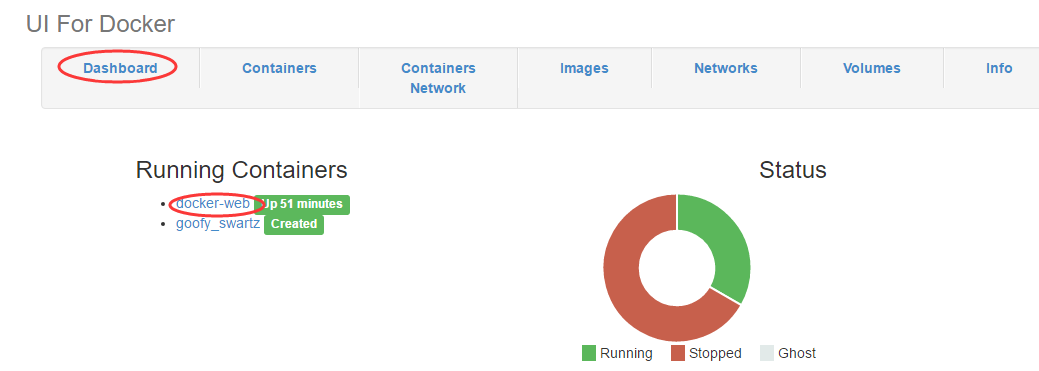 UI For Docker
Dashboard
Containers
Containers
Network
Images
Networks
Volumes
Info
Running Containers
docker-web Up 51 minutes
goofy_swartz Created
Status
Running Stopped Ghost